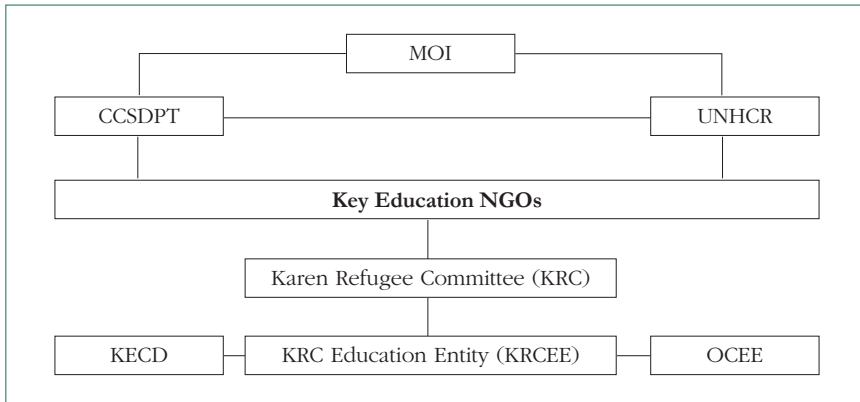 MOI
CCSDPT
UNHCR
Key Education NGOs
Karen Refugee Committee (KRC)
KECD
KRC Education Entity (KRCEE)
OCEE